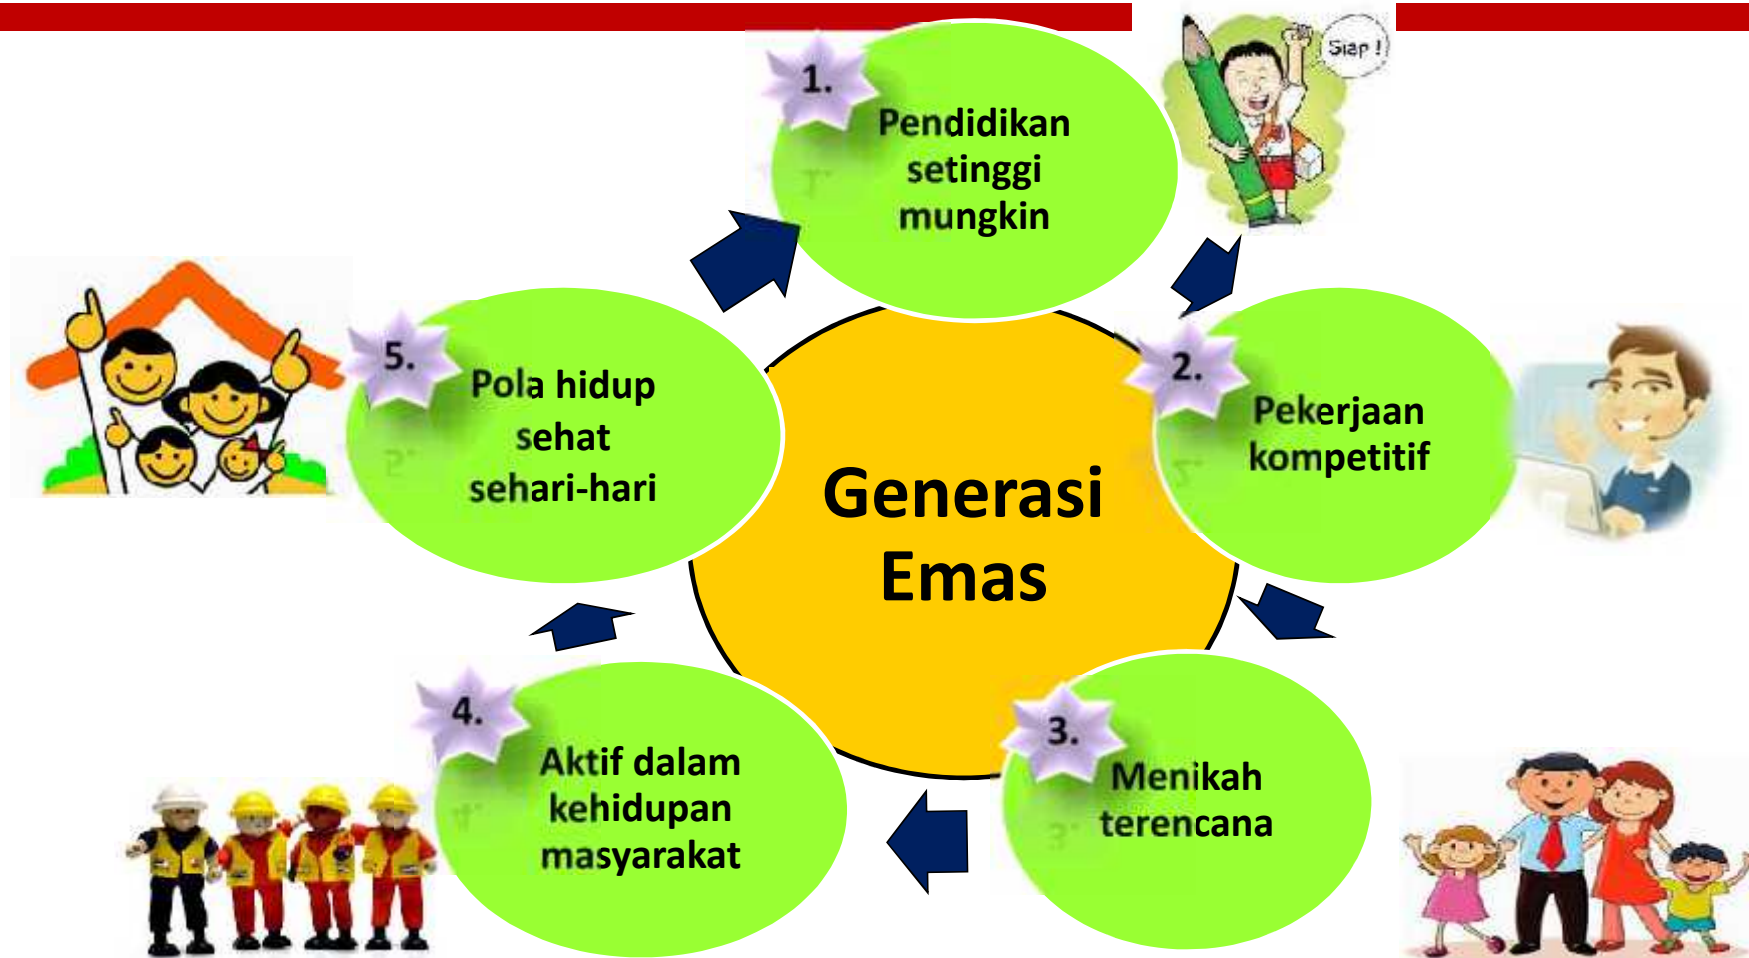 1.
Pendidikan
setinggi
mungkin
Siap !
2.
Pekerjaan
kompetitif
3.
Menikah
terencana
4.
Aktif dalam
kehidupan
masyarakat
5.
Pola hidup
sehat
sehari-hari
Generasi
Emas